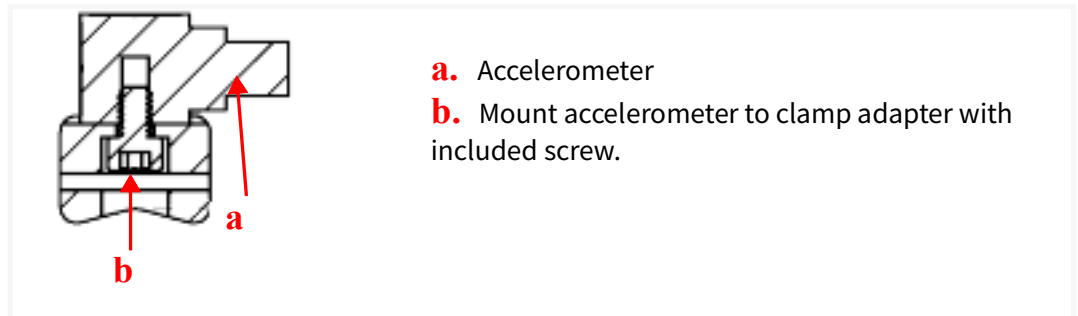 a. Accelerometer
b. Mount accelerometer to clamp adapter with
included screw.
a
b